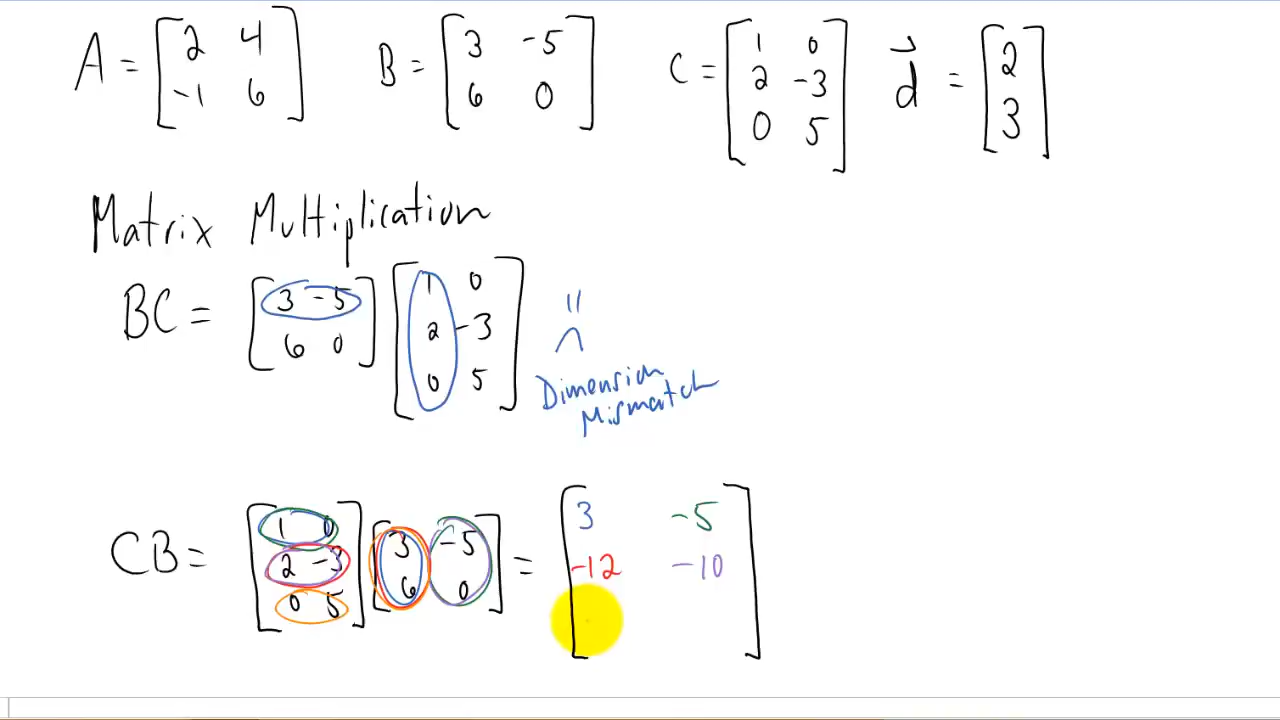 A = [2 4 -1 6] B = [3 -5 6 0] C = [1 0 2 -3 0 5] d⃗ = [2 3]
Matrix Multiplication
BC = [3 -5 6 0] [1 0 2 -3 0 5]
Dimension
Mismatch
CB = [1 0 2 -3 0 5] [3 -5 6 0] = [3 -5 -12 -10]